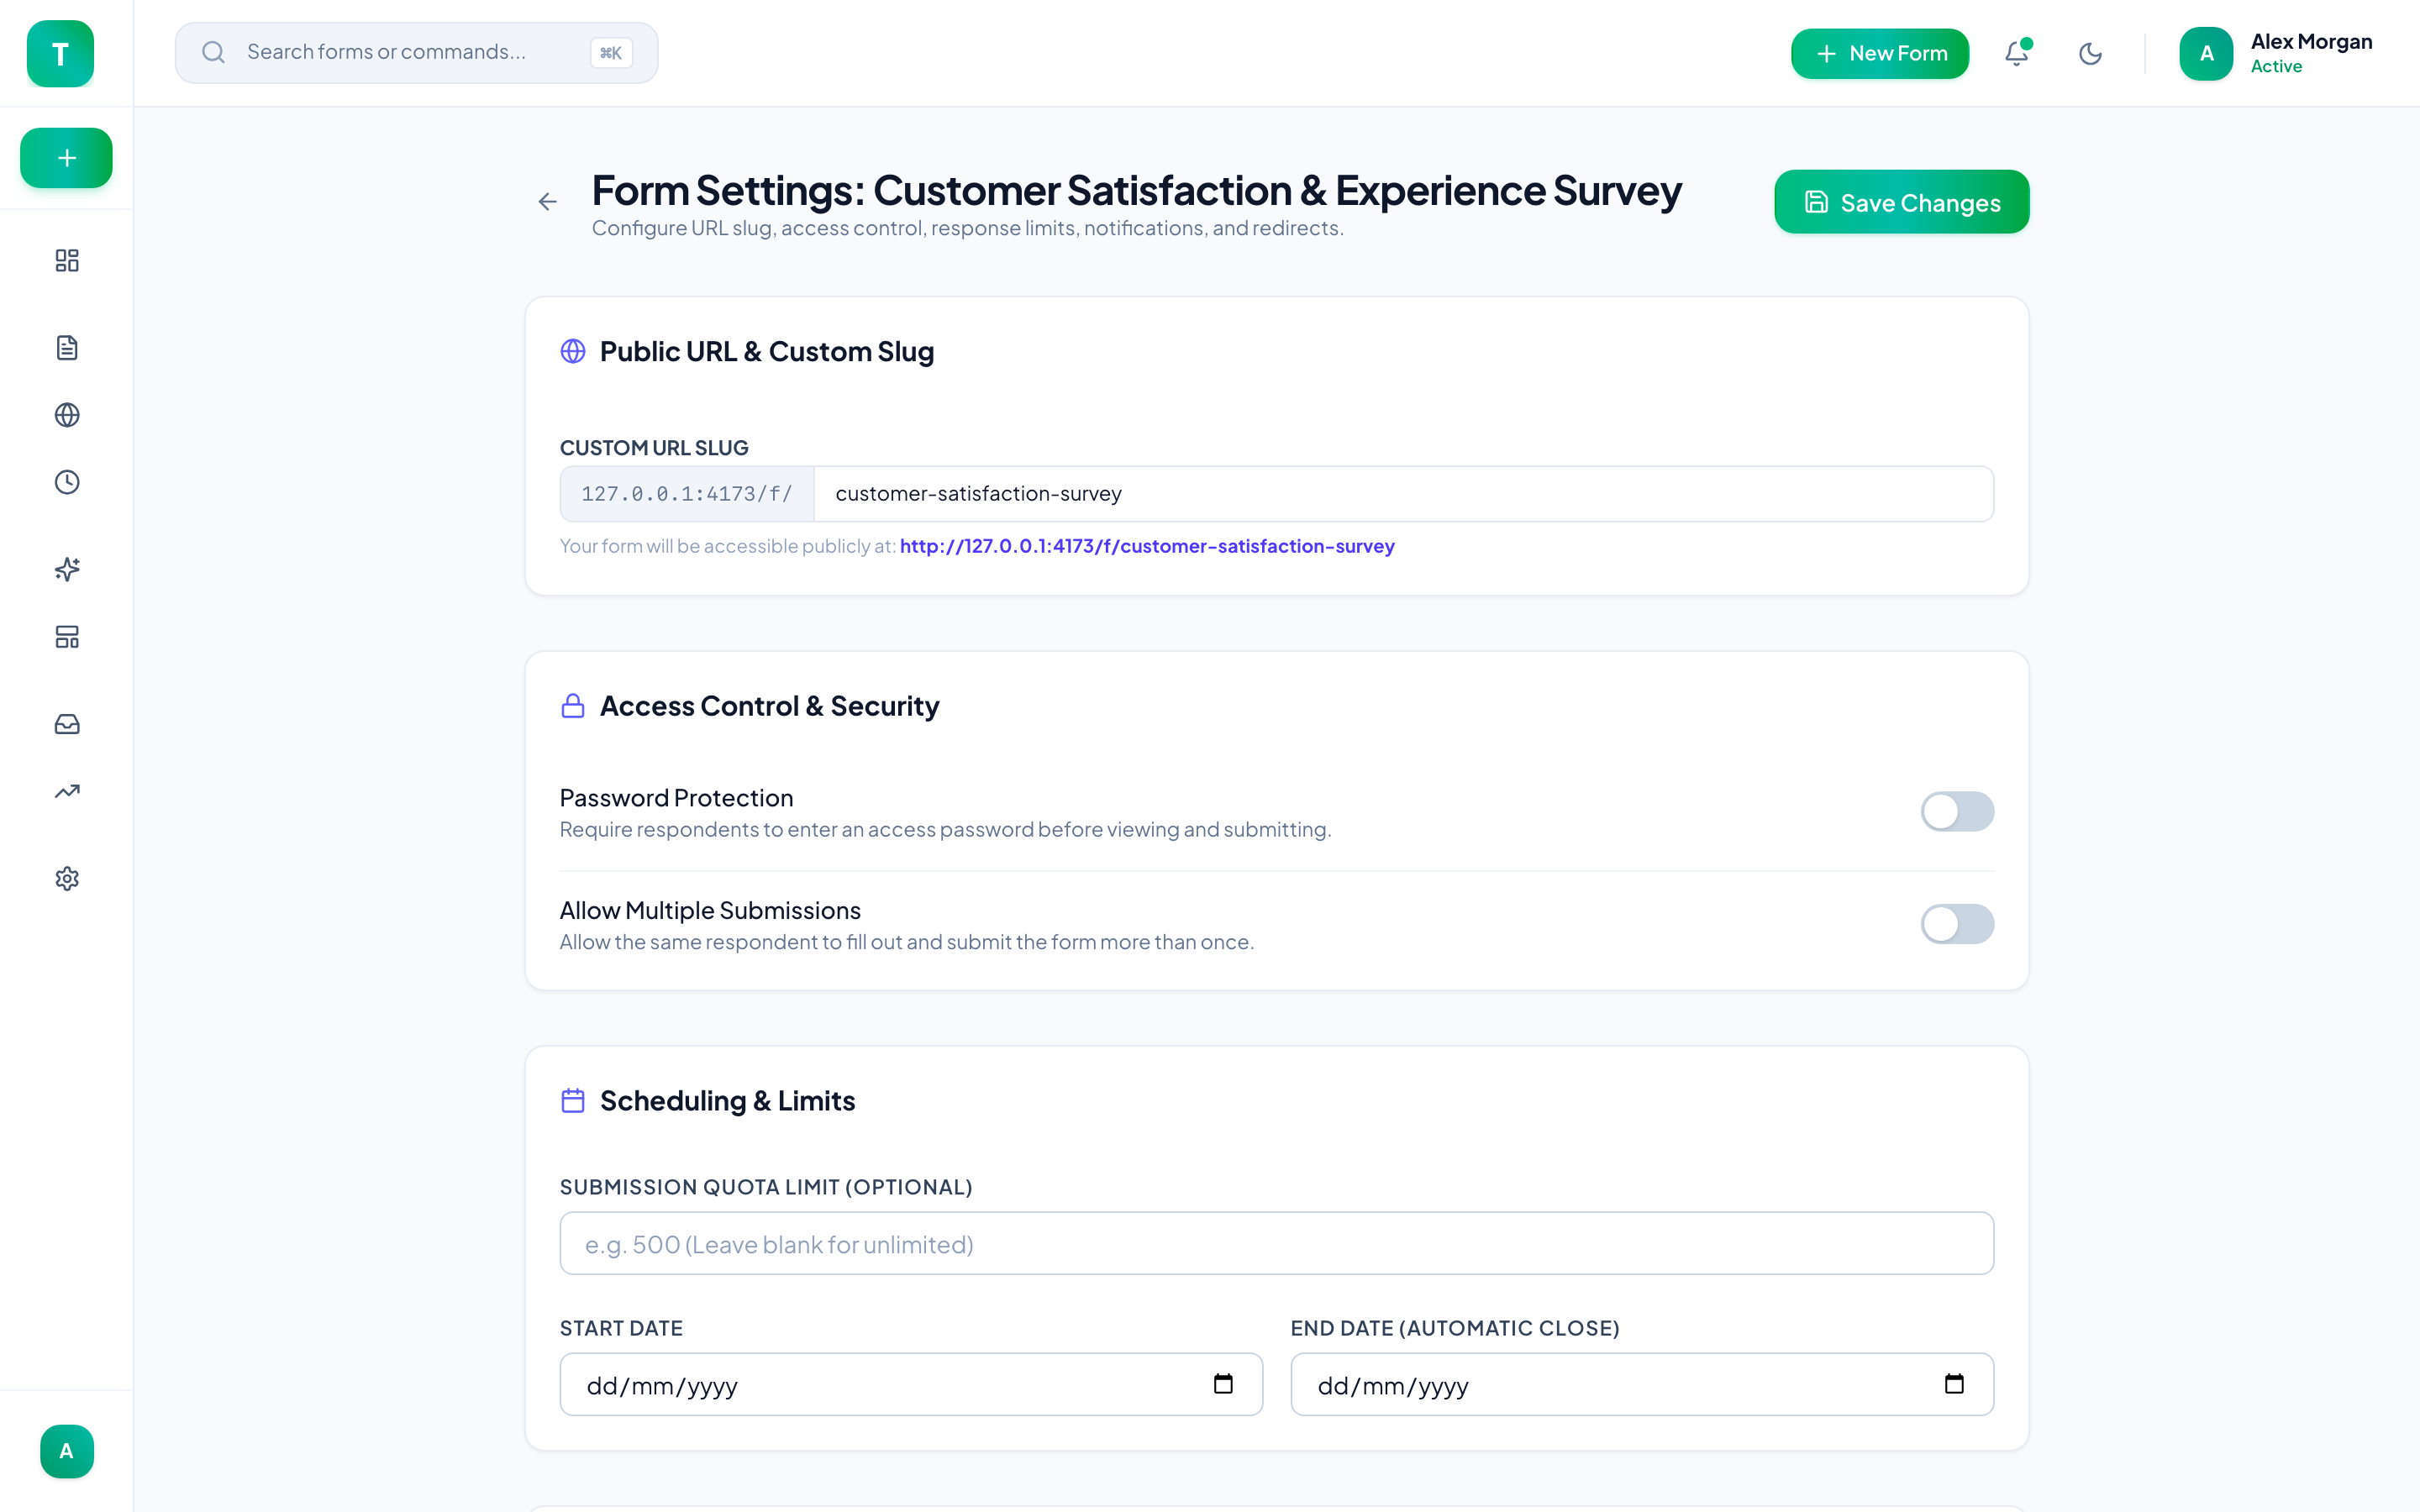 T
Search forms or commands...
⌘K
New Form
A
Alex Morgan
Active
Form Settings: Customer Satisfaction & Experience Survey
Configure URL slug, access control, response limits, notifications, and redirects.
Save Changes
Public URL & Custom Slug
CUSTOM URL SLUG
127.0.0.1:4173/f/
customer-satisfaction-survey
Your form will be accessible publicly at: http://127.0.0.1:4173/f/customer-satisfaction-survey
Access Control & Security
Password Protection
Require respondents to enter an access password before viewing and submitting.
Allow Multiple Submissions
Allow the same respondent to fill out and submit the form more than once.
Scheduling & Limits
SUBMISSION QUOTA LIMIT (OPTIONAL)
e.g. 500 (Leave blank for unlimited)
START DATE
END DATE (AUTOMATIC CLOSE)
dd/mm/yyyy
dd/mm/yyyy
A